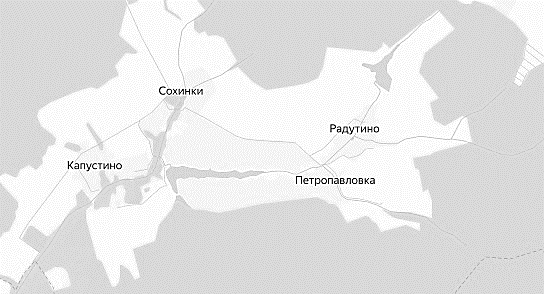 Сохинки
Радутино
Капустино
Петропавловка